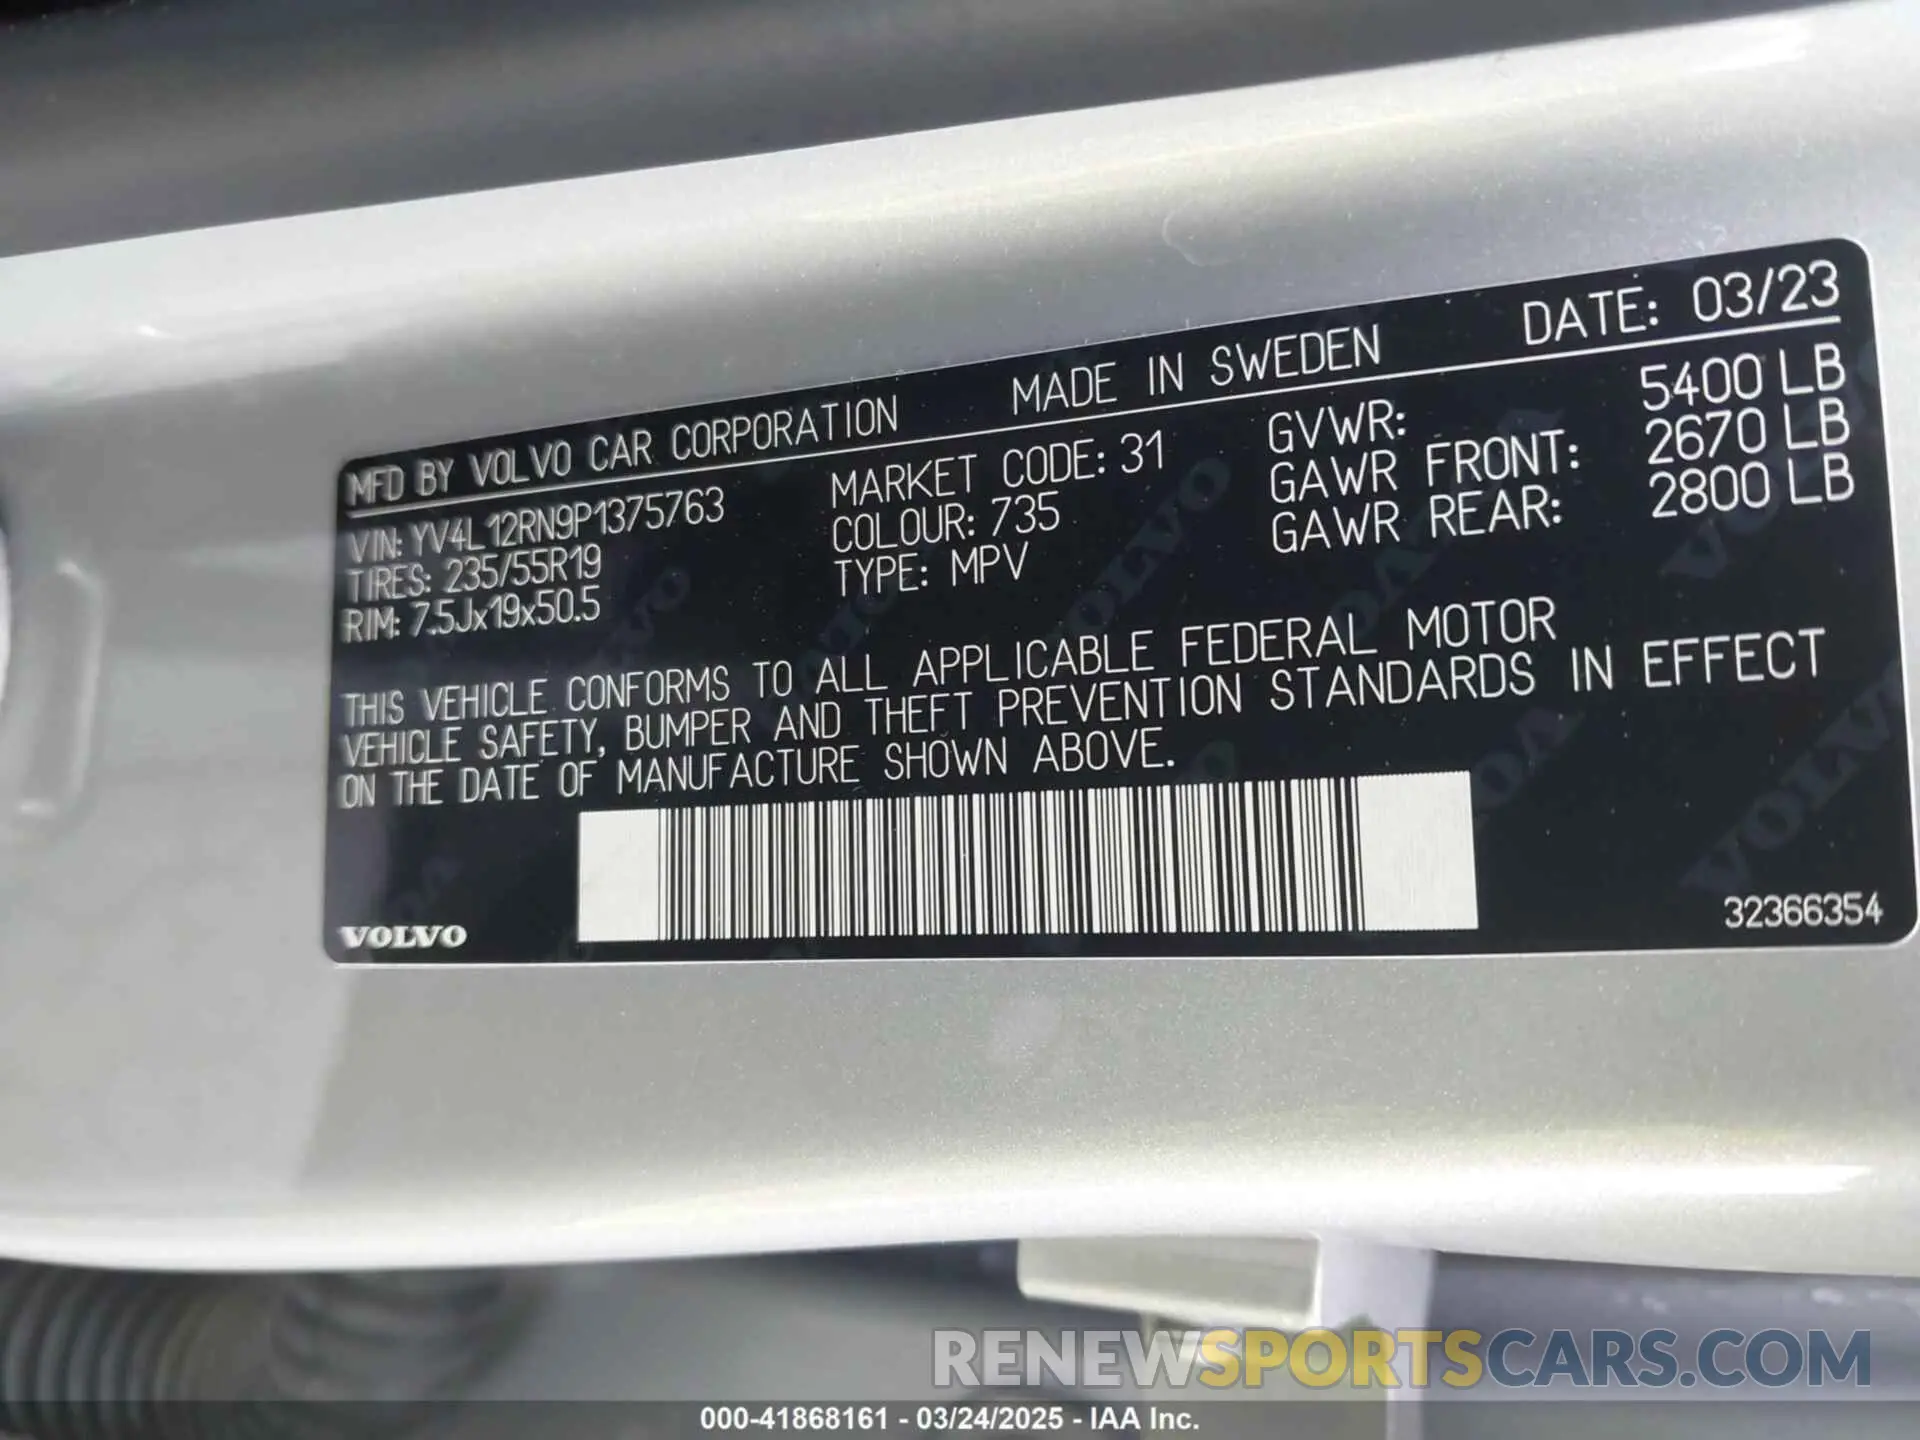 MFD BY VOLVO CAR CORPORATION MADE IN SWEDEN DATE: 03/23
VIN: YV4L12RN9P1375763 MARKET CODE: 31 GVWR: 5400 LB
TIRES: 235/55R19 COLOUR: 735 GAWR FRONT: 2670 LB
RIM: 7.5Jx19x50.5 TYPE: MPV GAWR REAR: 2800 LB
THIS VEHICLE CONFORMS TO ALL APPLICABLE FEDERAL MOTOR
VEHICLE SAFETY, BUMPER AND THEFT PREVENTION STANDARDS IN EFFECT
ON THE DATE OF MANUFACTURE SHOWN ABOVE.
VOLVO 32366354
RENEWSPORTSCARS.COM
000-41868161 - 03/24/2025 - IAA Inc.